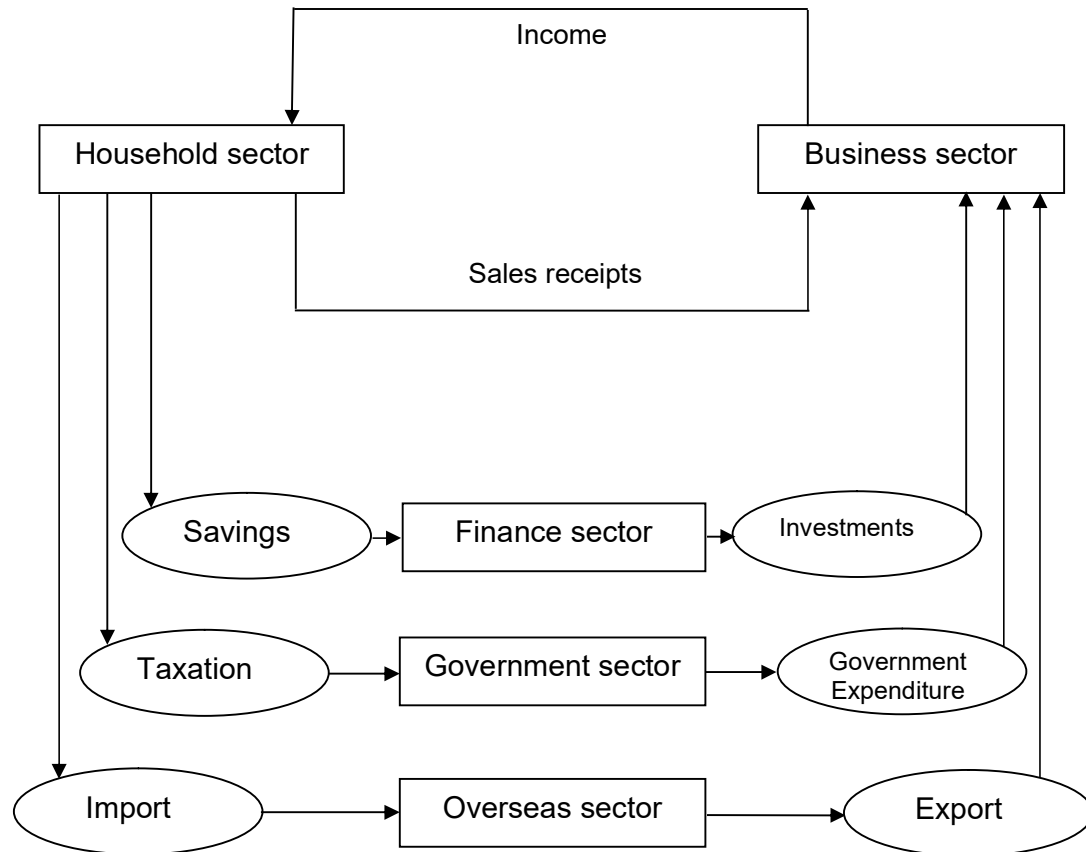 Income
Household sector
Business sector
Sales receipts
Savings
Finance sector
Investments
Taxation
Government sector
Government
Expenditure
Import
Overseas sector
Export